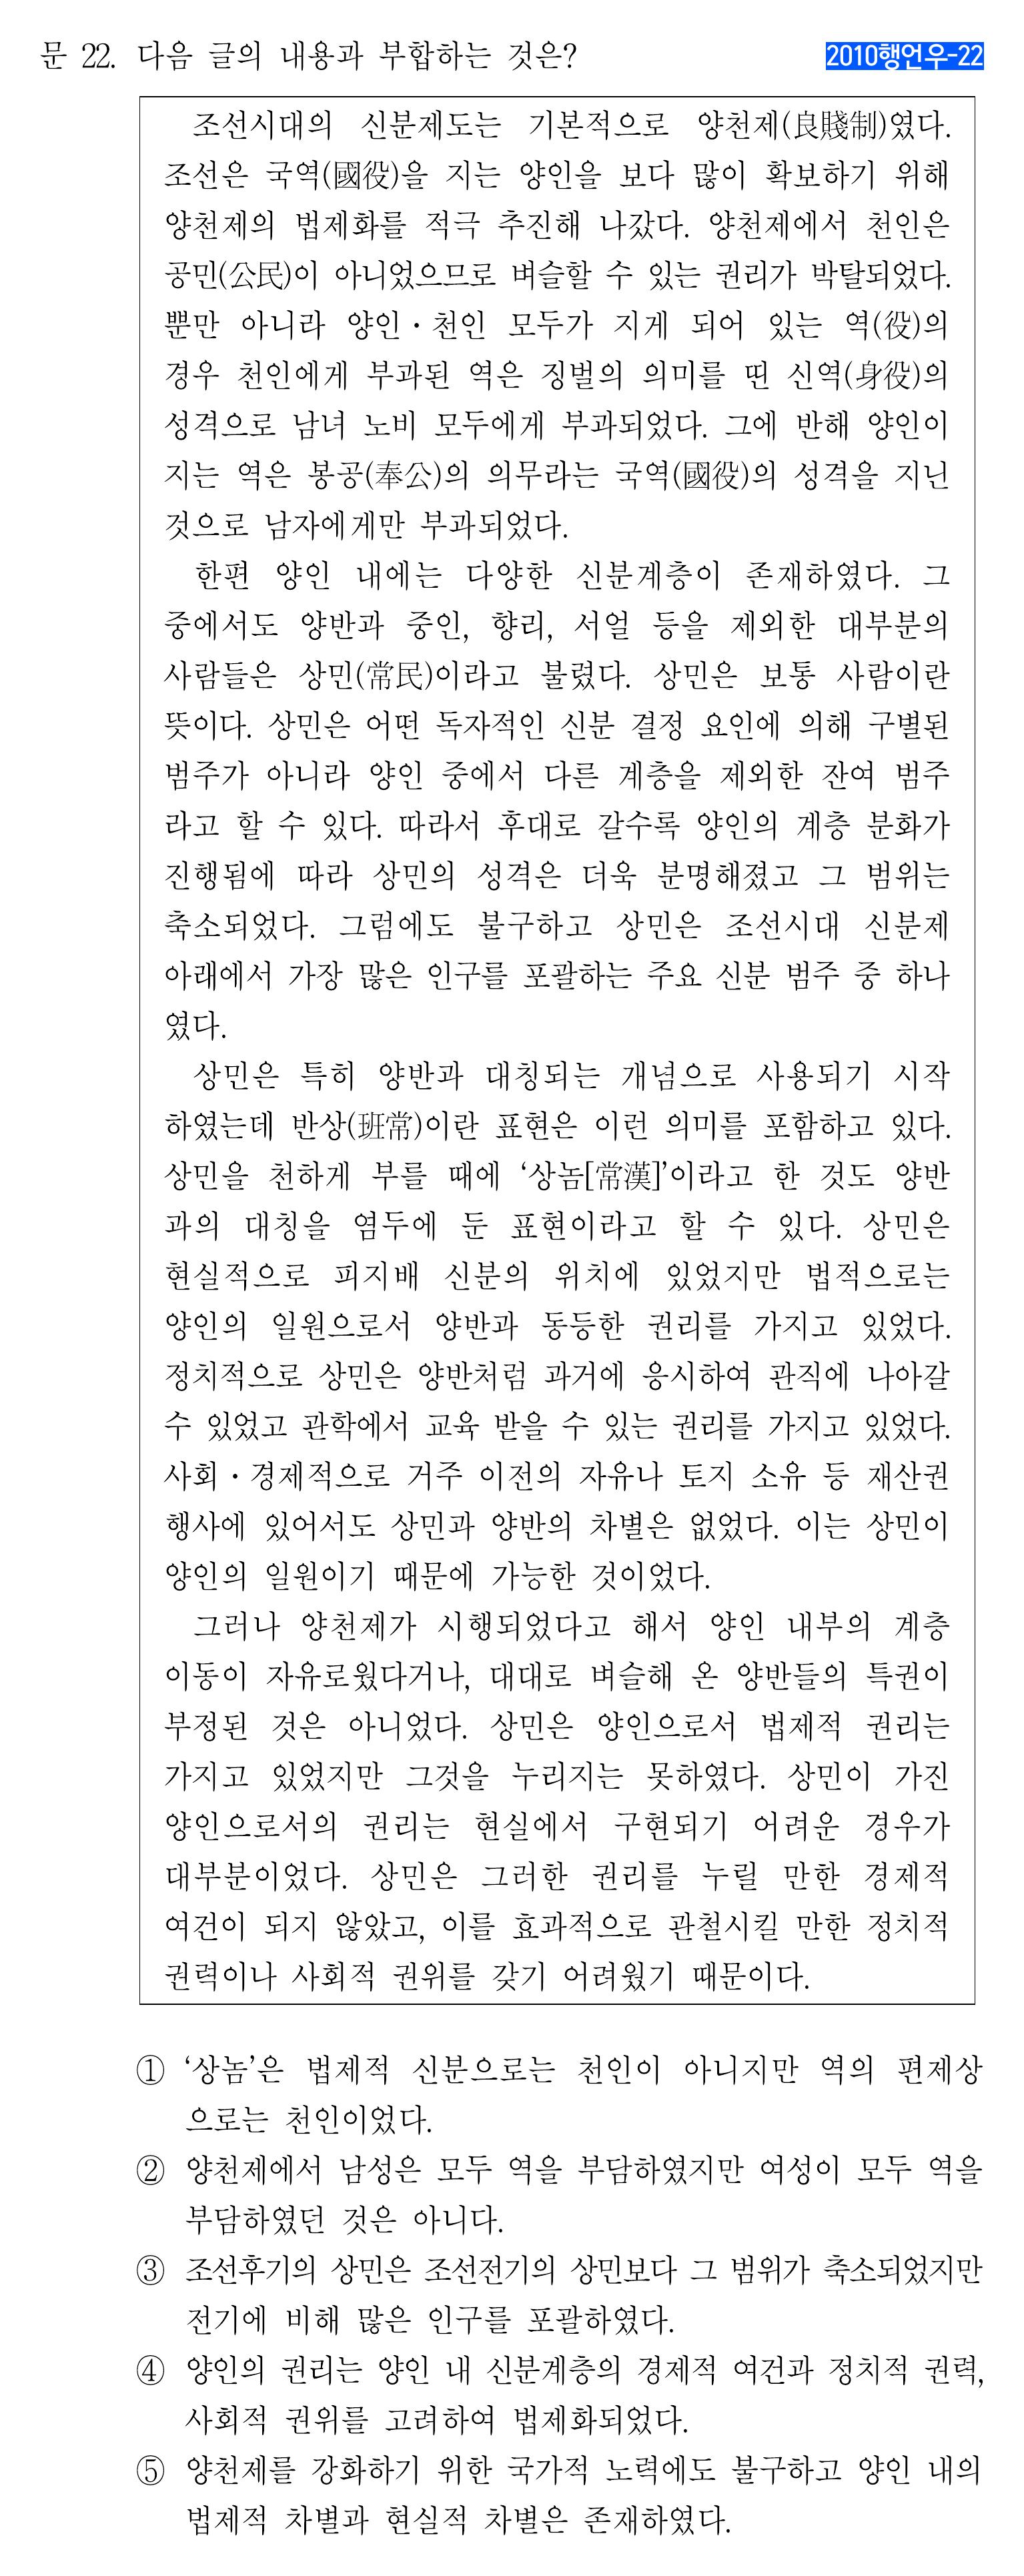 문 22. 다음 글의 내용과 부합하는 것은? 2010행언우-22
조선시대의 신분제도는 기본적으로 양천제(良賤制)였다.
조선은 국역(國役)을 지는 양인을 보다 많이 확보하기 위해
양천제의 법제화를 적극 추진해 나갔다. 양천제에서 천인은
공민(公民)이 아니었으므로 벼슬할 수 있는 권리가 박탈되었다.
뿐만 아니라 양인·천인 모두가 지게 되어 있는 역(役)의
경우 천인에게 부과된 역은 징벌의 의미를 띤 신역(身役)의
성격으로 남녀 노비 모두에게 부과되었다. 그에 반해 양인이
지는 역은 봉공(奉公)의 의무라는 국역(國役)의 성격을 지닌
것으로 남자에게만 부과되었다.
한편 양인 내에는 다양한 신분계층이 존재하였다. 그
중에서도 양반과 중인, 향리, 서얼 등을 제외한 대부분의
사람들은 상민(常民)이라고 불렸다. 상민은 보통 사람이란
뜻이다. 상민은 어떤 독자적인 신분 결정 요인에 의해 구별된
범주가 아니라 양인 중에서 다른 계층을 제외한 잔여 범주
라고 할 수 있다. 따라서 후대로 갈수록 양인의 계층 분화가
진행됨에 따라 상민의 성격은 더욱 분명해졌고 그 범위는
축소되었다. 그럼에도 불구하고 상민은 조선시대 신분제
아래에서 가장 많은 인구를 포괄하는 주요 신분 범주 중 하나
였다.
상민은 특히 양반과 대칭되는 개념으로 사용되기 시작
하였는데 반상(班常)이란 표현은 이런 의미를 포함하고 있다.
상민을 천하게 부를 때에 ‘상놈[常漢]’이라고 한 것도 양반
과의 대칭을 염두에 둔 표현이라고 할 수 있다. 상민은
현실적으로 피지배 신분의 위치에 있었지만 법적으로는
양인의 일원으로서 양반과 동등한 권리를 가지고 있었다.
정치적으로 상민은 양반처럼 과거에 응시하여 관직에 나아갈
수 있었고 관학에서 교육 받을 수 있는 권리를 가지고 있었다.
사회·경제적으로 거주 이전의 자유나 토지 소유 등 재산권
행사에 있어서도 상민과 양반의 차별은 없었다. 이는 상민이
양인의 일원이기 때문에 가능한 것이었다.
그러나 양천제가 시행되었다고 해서 양인 내부의 계층
이동이 자유로웠다거나, 대대로 벼슬해 온 양반들의 특권이
부정된 것은 아니었다. 상민은 양인으로서 법제적 권리는
가지고 있었지만 그것을 누리지는 못하였다. 상민이 가진
양인으로서의 권리는 현실에서 구현되기 어려운 경우가
대부분이었다. 상민은 그러한 권리를 누릴 만한 경제적
여건이 되지 않았고, 이를 효과적으로 관철시킬 만한 정치적
권력이나 사회적 권위를 갖기 어려웠기 때문이다.
① ‘상놈’은 법제적 신분으로는 천인이 아니지만 역의 편제상
으로는 천인이었다.
② 양천제에서 남성은 모두 역을 부담하였지만 여성이 모두 역을
부담하였던 것은 아니다.
③ 조선후기의 상민은 조선전기의 상민보다 그 범위가 축소되었지만
전기에 비해 많은 인구를 포괄하였다.
④ 양인의 권리는 양인 내 신분계층의 경제적 여건과 정치적 권력,
사회적 권위를 고려하여 법제화되었다.
⑤ 양천제를 강화하기 위한 국가적 노력에도 불구하고 양인 내의
법제적 차별과 현실적 차별은 존재하였다.